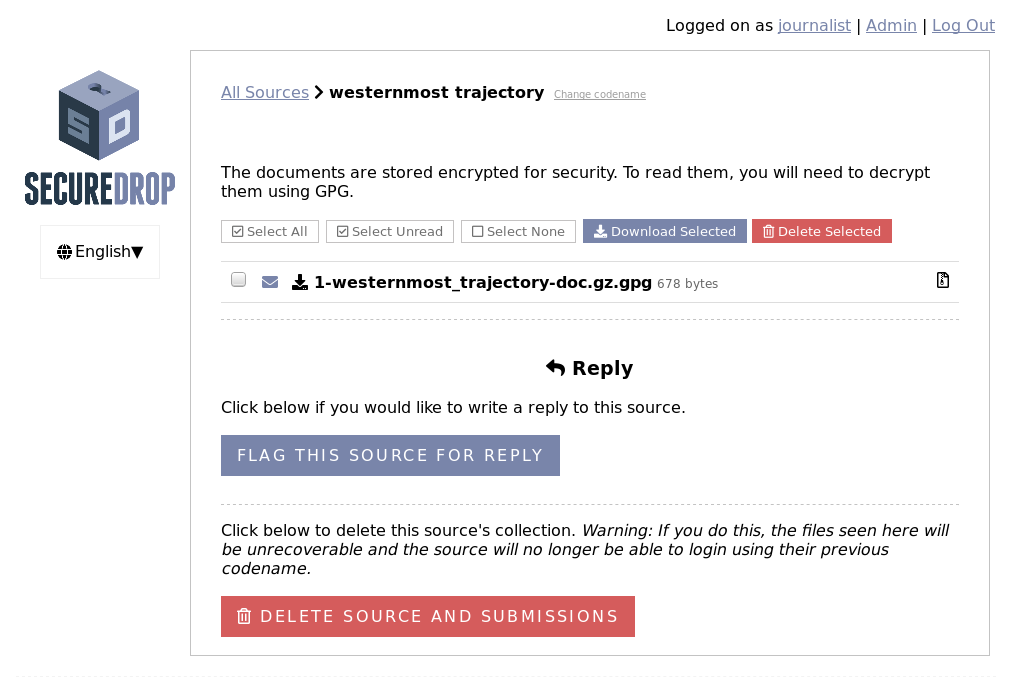 Logged on as journalist | Admin | Log Out
SECUREDROP
English▼
All Sources westernmost trajectory Change codename
The documents are stored encrypted for security. To read them, you will need to decrypt
them using GPG.
Select All Select Unread Select None Download Selected Delete Selected
1-westernmost_trajectory-doc.gz.gpg 678 bytes
Reply
Click below if you would like to write a reply to this source.
FLAG THIS SOURCE FOR REPLY
Click below to delete this source's collection. Warning: If you do this, the files seen here will
be unrecoverable and the source will no longer be able to login using their previous
codename.
DELETE SOURCE AND SUBMISSIONS